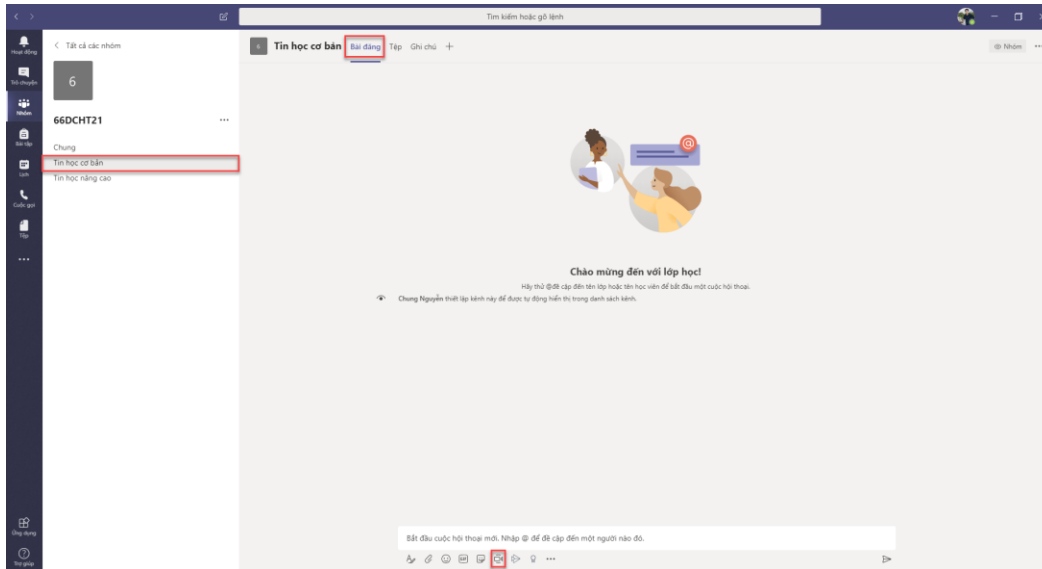 Tìm kiếm hoặc gõ lệnh
Hoạt động
Trò chuyện
Nhóm
Bài tập
Lịch
Cuộc gọi
Tệp
Ứng dụng
Trợ giúp
Tất cả các nhóm
6
66DCHT21
Chung
Tin học cơ bản
Tin học nâng cao
6 Tin học cơ bản Bài đăng Tệp Ghi chú
Nhóm
@
Chào mừng đến với lớp học!
Hãy thử @đề cập đến tên lớp hoặc tên học viên để bắt đầu một cuộc hội thoại.
Chung Nguyễn thiết lập kênh này để được tự động hiển thị trong danh sách kênh.
Bắt đầu cuộc hội thoại mới. Nhập @ để đề cập đến một người nào đó.
GIF